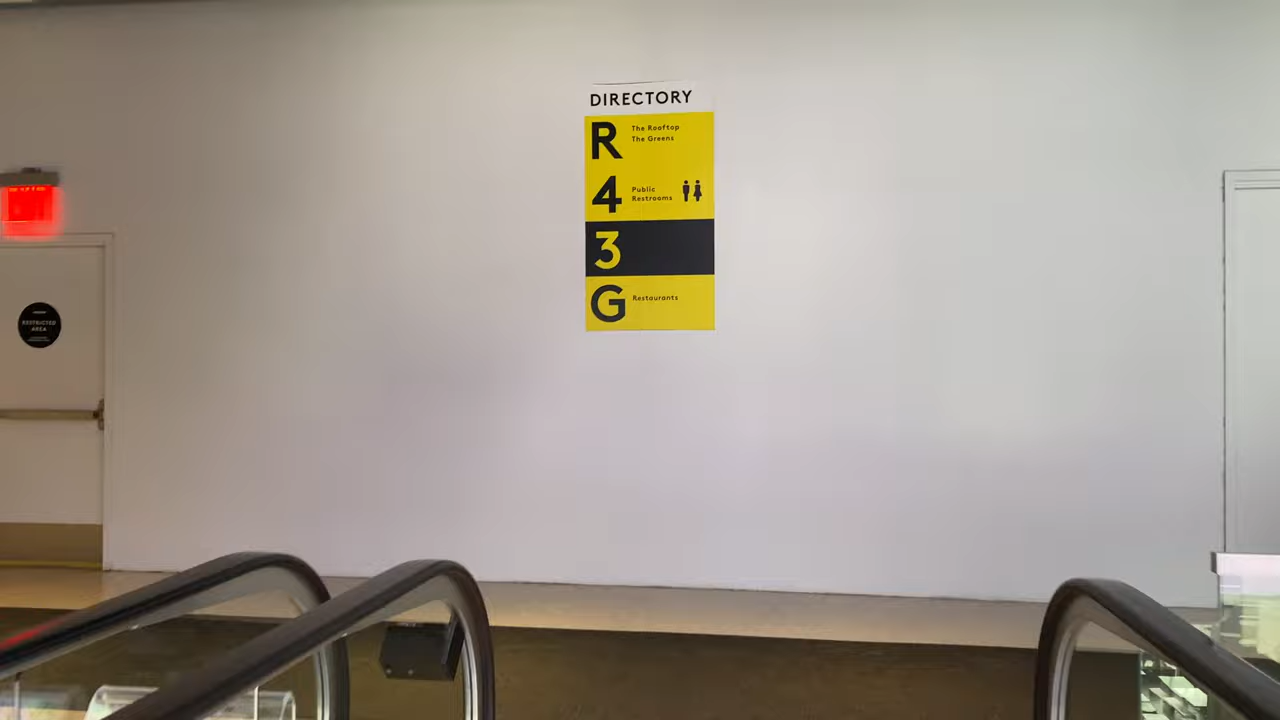 DIRECTORY
R
The Rooftop
The Greens
4
Public
Restrooms
3
G
Restaurants
RESTRICTED
AREA